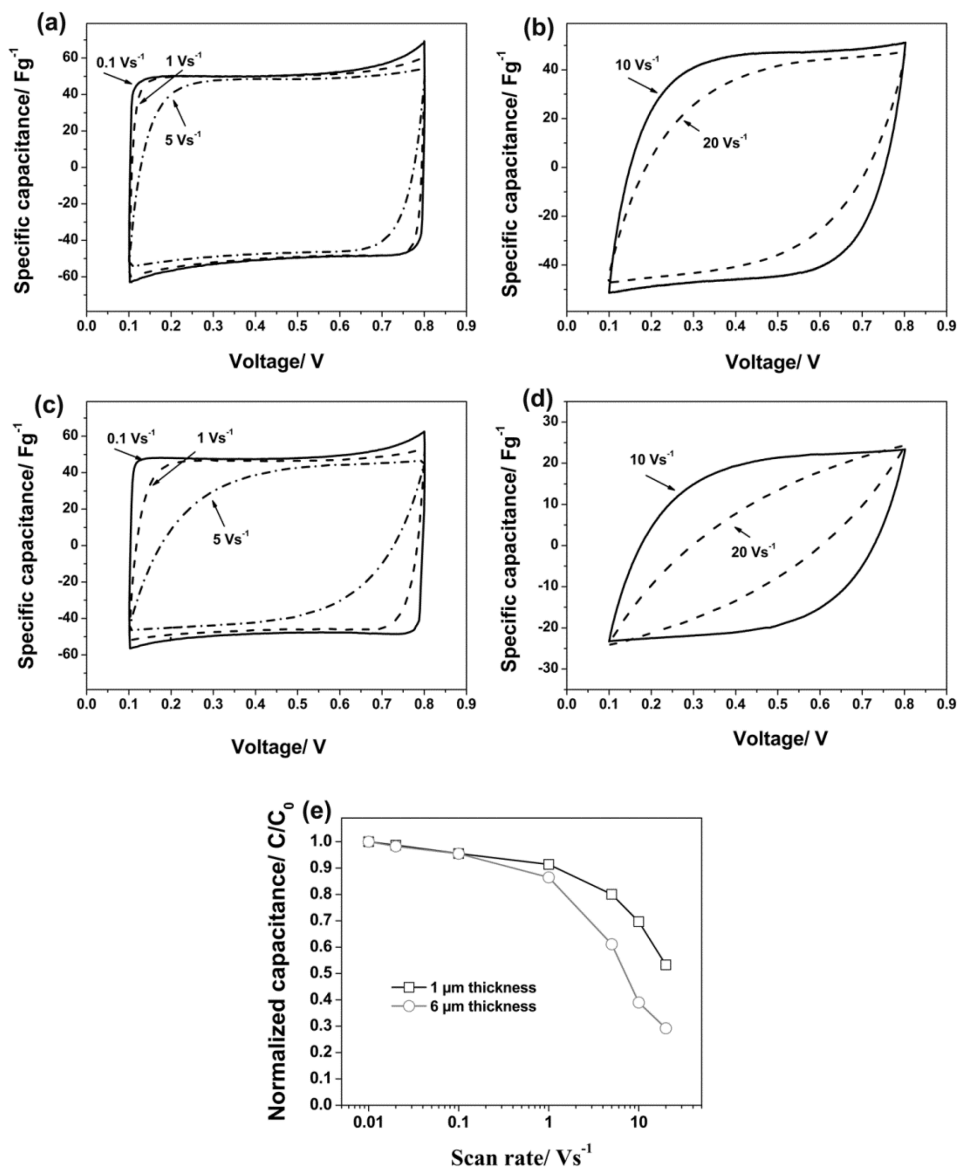 (a)
0.1 Vs⁻¹
1 Vs⁻¹
5 Vs⁻¹
60
40
20
0
-20
-40
-60
Specific capacitance/ Fg⁻¹
0.0 0.1 0.2 0.3 0.4 0.5 0.6 0.7 0.8 0.9
Voltage/ V
(b)
10 Vs⁻¹
20 Vs⁻¹
40
20
0
-20
-40
Specific capacitance/ Fg⁻¹
0.0 0.1 0.2 0.3 0.4 0.5 0.6 0.7 0.8 0.9
Voltage/ V
(c)
0.1 Vs⁻¹
1 Vs⁻¹
5 Vs⁻¹
60
40
20
0
-20
-40
-60
Specific capacitance/ Fg⁻¹
0.0 0.1 0.2 0.3 0.4 0.5 0.6 0.7 0.8 0.9
Voltage/ V
(d)
10 Vs⁻¹
20 Vs⁻¹
30
20
10
0
-10
-20
-30
Specific capacitance/ Fg⁻¹
0.0 0.1 0.2 0.3 0.4 0.5 0.6 0.7 0.8 0.9
Voltage/ V
(e)
Normalized capacitance/ C/C₀
1.0
0.9
0.8
0.7
0.6
0.5
0.4
0.3
0.2
0.1
0.0
1 µm thickness
6 µm thickness
0.01 0.1 1 10
Scan rate/ Vs⁻¹